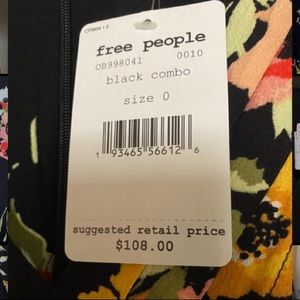 free people
OB998041 0010
black combo
size 0
1 93465 56612 6
suggested retail price
$108.00